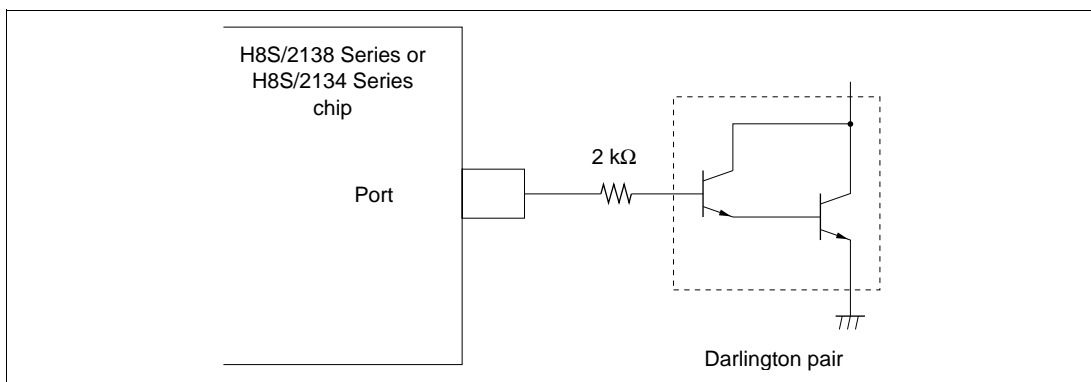 H8S/2138 Series or
H8S/2134 Series
chip
2 kΩ
Port
Darlington pair